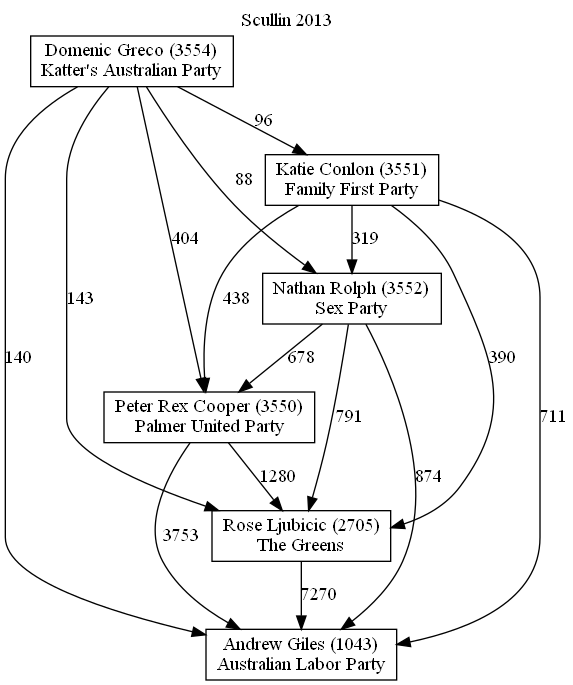 Scullin 2013
Domenic Greco (3554)
Katter's Australian Party
96
Katie Conlon (3551)
Family First Party
88
404
319
143
438
Nathan Rolph (3552)
Sex Party
140
678
390
711
Peter Rex Cooper (3550)
Palmer United Party
791
1280
874
3753
Rose Ljubicic (2705)
The Greens
7270
Andrew Giles (1043)
Australian Labor Party